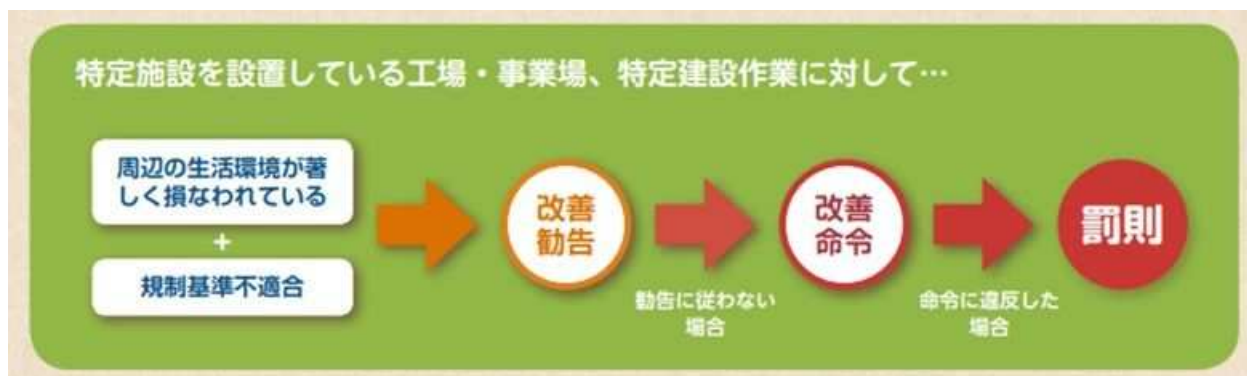 特定施設を設置している工場・事業場、特定建設作業に対して…
周辺の生活環境が著
しく損なわれている
+
規制基準不適合
改善
勧告
勧告に従わない
場合
改善
命令
命令に違反した
場合
罰則